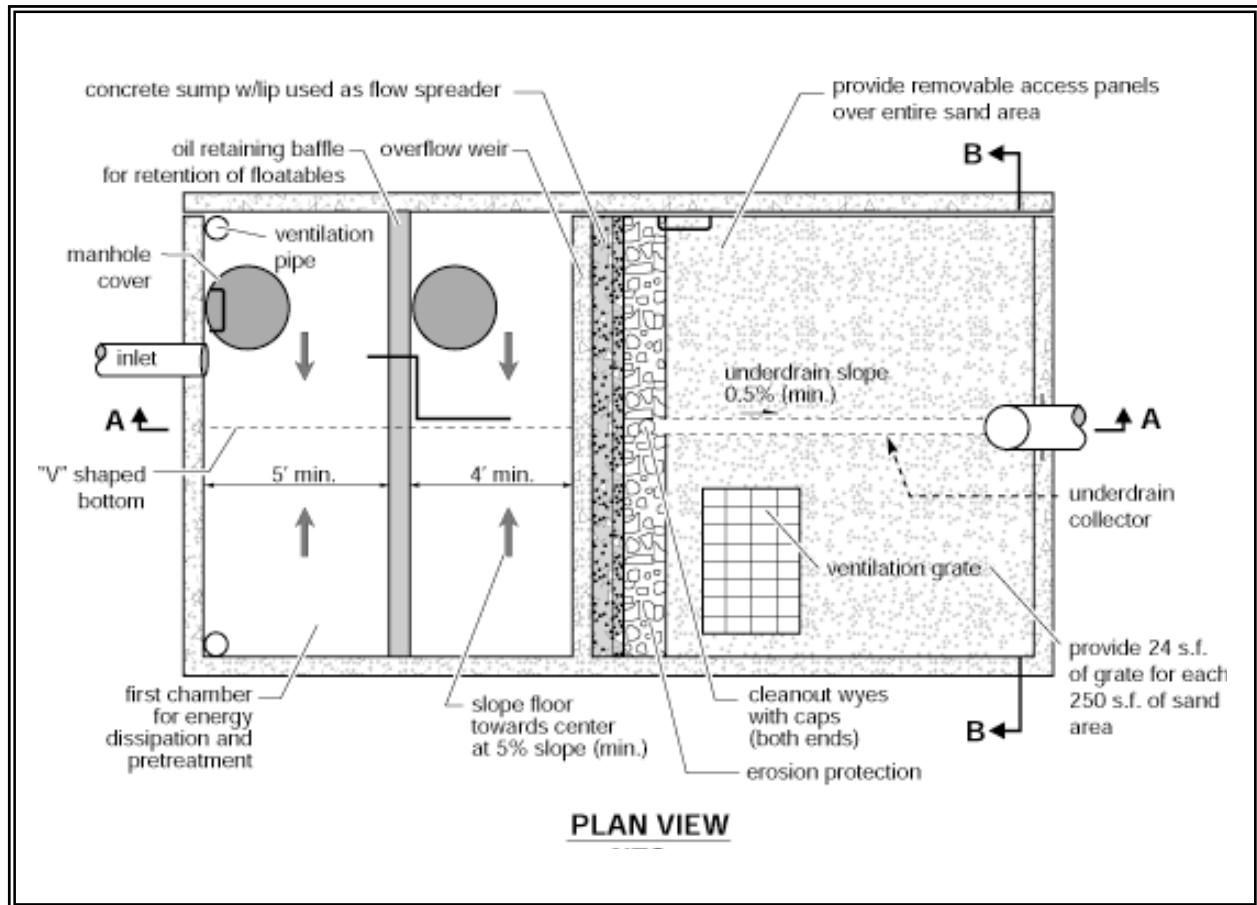 concrete sump w/lip used as flow spreader
provide removable access panels
over entire sand area
oil retaining baffle
for retention of floatables
overflow weir
B
ventilation
pipe
manhole
cover
inlet
underdrain slope
0.5% (min.)
A
A
"V" shaped
bottom
5' min.
4' min.
underdrain
collector
ventilation grate
provide 24 s.f.
of grate for each
250 s.f. of sand
area
first chamber
for energy
dissipation and
pretreatment
slope floor
towards center
at 5% slope (min.)
cleanout wyes
with caps
(both ends)
B
erosion protection
PLAN VIEW